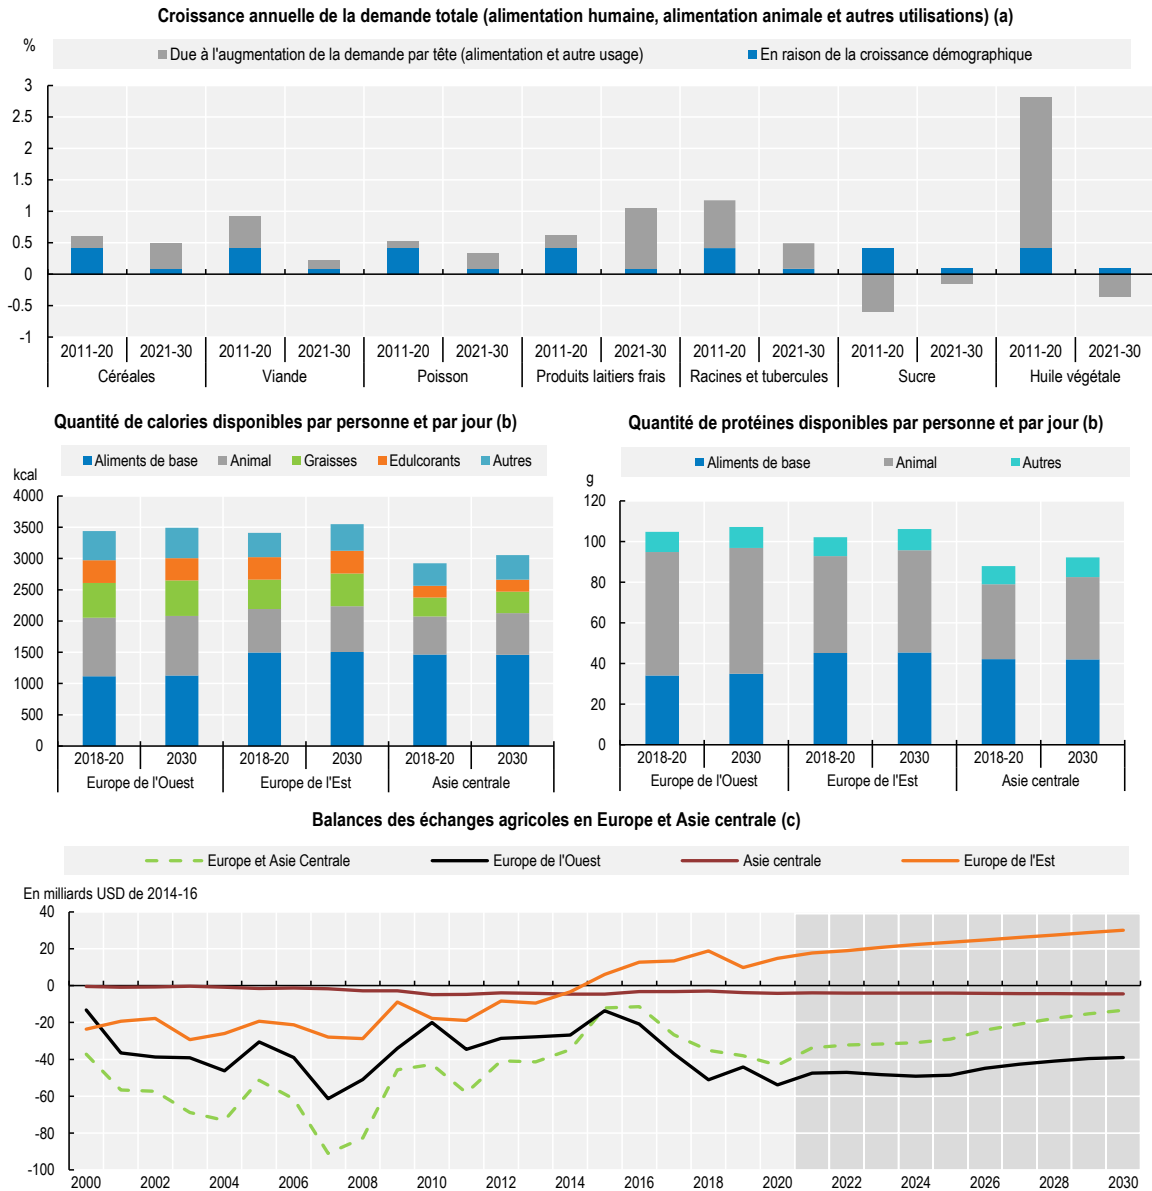 Croissance annuelle de la demande totale (alimentation humaine, alimentation animale et autres utilisations) (a)
%
Due à l'augmentation de la demande par tête (alimentation et autre usage) En raison de la croissance démographique
3
2.5
2
1.5
1
0.5
0
-0.5
-1
2011-20 2021-30 2011-20 2021-30 2011-20 2021-30 2011-20 2021-30 2011-20 2021-30 2011-20 2021-30 2011-20 2021-30
Céréales Viande Poisson Produits laitiers frais Racines et tubercules Sucre Huile végétale
Quantité de calories disponibles par personne et par jour (b)
Aliments de base Animal Graisses Edulcorants Autres
kcal
4000
3500
3000
2500
2000
1500
1000
500
0
2018-20 2030 2018-20 2030 2018-20 2030
Europe de l'Ouest Europe de l'Est Asie centrale
Quantité de protéines disponibles par personne et par jour (b)
Aliments de base Animal Autres
g
120
100
80
60
40
20
0
2018-20 2030 2018-20 2030 2018-20 2030
Europe de l'Ouest Europe de l'Est Asie centrale
Balances des échanges agricoles en Europe et Asie centrale (c)
Europe et Asie Centrale Europe de l'Ouest Asie centrale Europe de l'Est
En milliards USD de 2014-16
40
20
0
-20
-40
-60
-80
-100
2000 2002 2004 2006 2008 2010 2012 2014 2016 2018 2020 2022 2024 2026 2028 2030